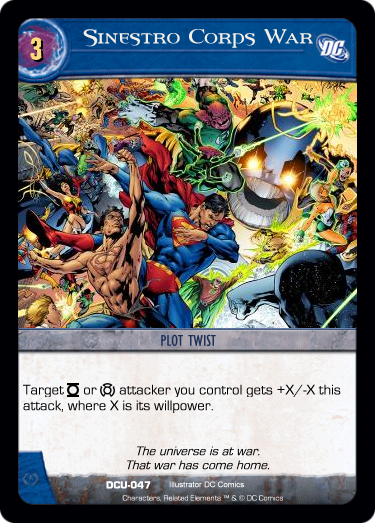 3
SINESTRO CORPS WAR
DC
PLOT TWIST
Target or attacker you control gets +X/-X this
attack, where X is its willpower.
The universe is at war.
That war has come home.
DCU-047 Illustrator DC Comics
Characters, Related Elements ™ & © DC Comics